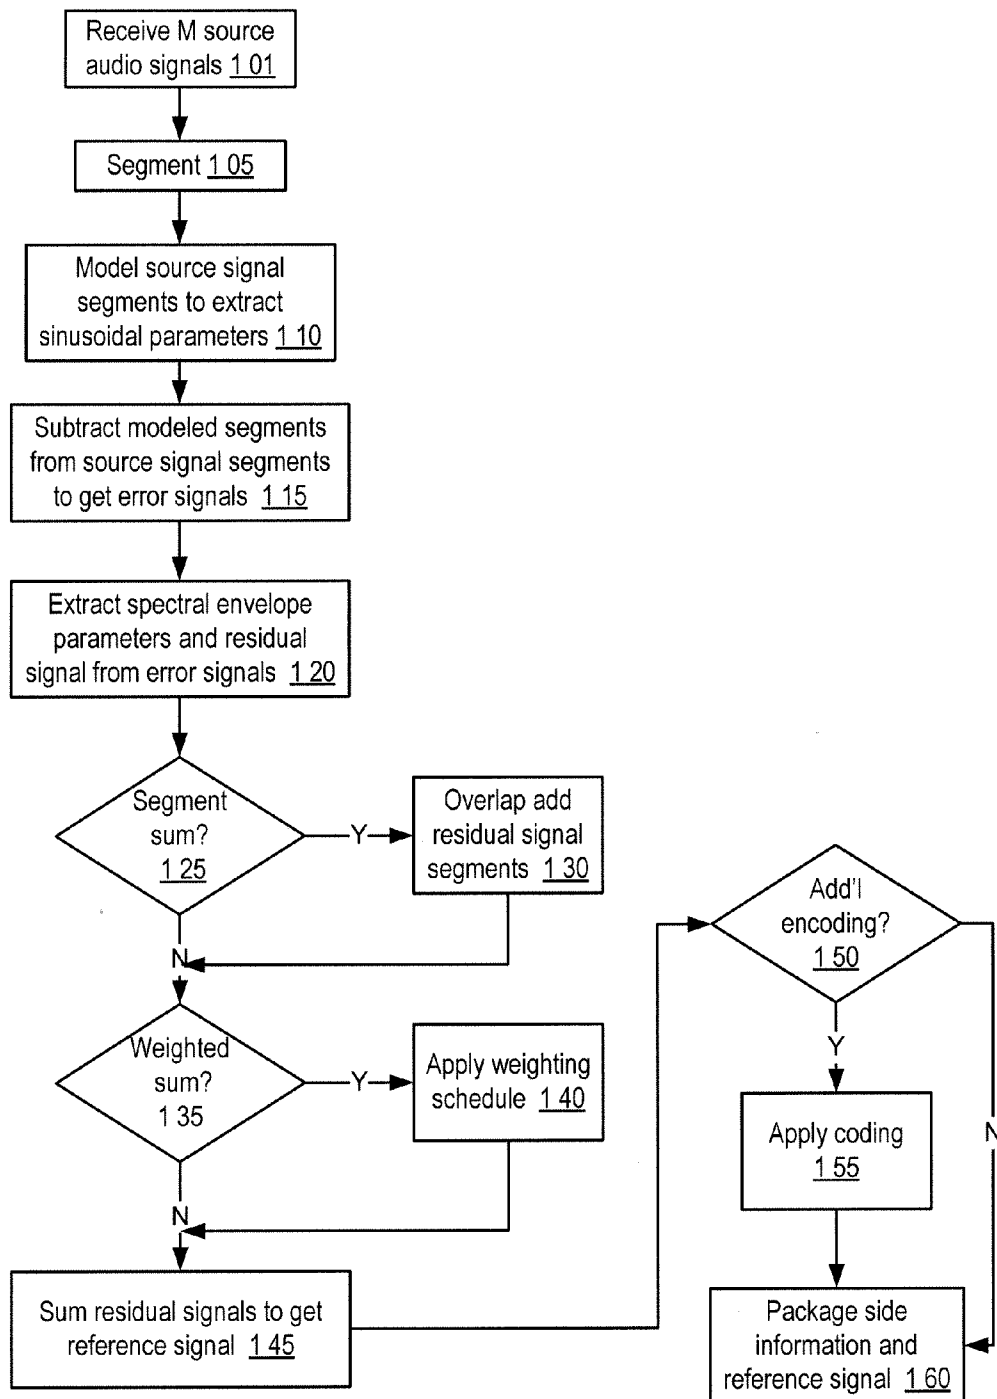 Receive M source
audio signals 1 01
Segment 1 05
Model source signal
segments to extract
sinusoidal parameters 1 10
Subtract modeled segments
from source signal segments
to get error signals 1 15
Extract spectral envelope
parameters and residual
signal from error signals 1 20
Segment
sum?
1 25
Y
Overlap add
residual signal
segments 1 30
N
Weighted
sum?
1 35
Y
Apply weighting
schedule 1 40
N
Sum residual signals to get
reference signal 1 45
Add'l
encoding?
1 50
Y
N
Apply coding
1 55
Package side
information and
reference signal 1 60